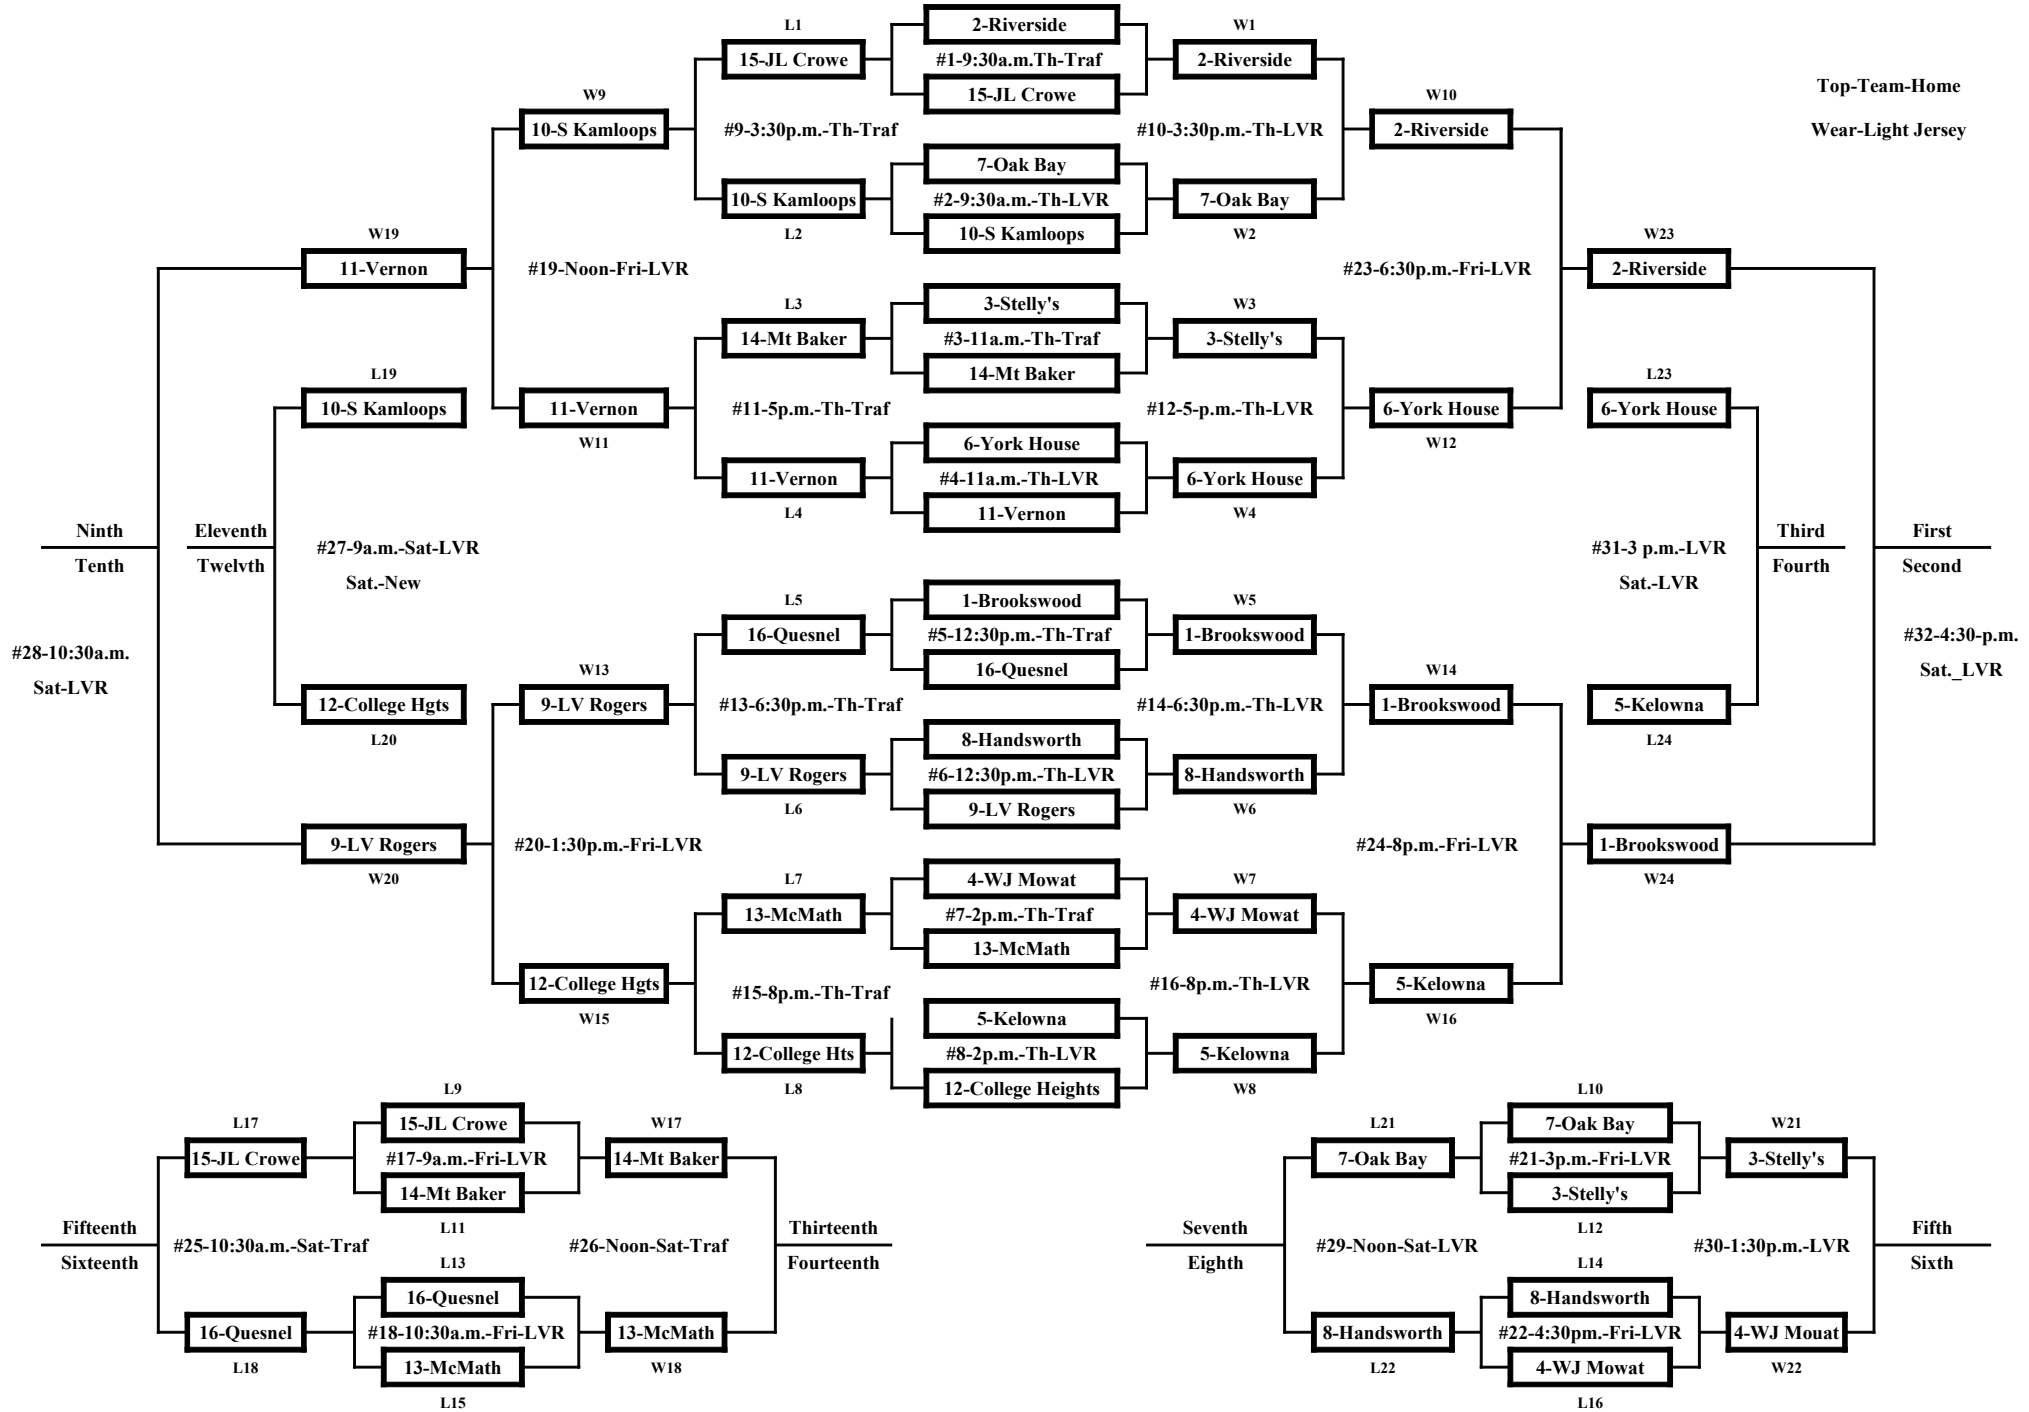 L1
2-Riverside
W1
15-JL Crowe
#1-9:30a.m.Th-Traf
2-Riverside
Top-Team-Home
W9
15-JL Crowe
W10
10-S Kamloops
#9-3:30p.m.-Th-Traf
#10-3:30p.m.-Th-LVR
2-Riverside
Wear-Light Jersey
7-Oak Bay
10-S Kamloops
#2-9:30a.m.-Th-LVR
7-Oak Bay
W19
L2
10-S Kamloops
W2
W23
11-Vernon
#19-Noon-Fri-LVR
#23-6:30p.m.-Fri-LVR
2-Riverside
L3
3-Stelly's
W3
14-Mt Baker
#3-11a.m.-Th-Traf
3-Stelly's
L19
14-Mt Baker
L23
10-S Kamloops
11-Vernon
#11-5p.m.-Th-Traf
#12-5-p.m.-Th-LVR
6-York House
6-York House
W11
6-York House
W12
11-Vernon
#4-11a.m.-Th-LVR
6-York House
L4
11-Vernon
W4
Ninth
Eleventh
Third
First
#27-9a.m.-Sat-LVR
#31-3 p.m.-LVR
Tenth
Twelvth
Fourth
Second
Sat.-New
Sat.-LVR
L5
1-Brookswood
W5
16-Quesnel
#5-12:30p.m.-Th-Traf
1-Brookswood
#32-4:30-p.m.
#28-10:30a.m.
W13
16-Quesnel
W14
Sat._LVR
Sat-LVR
12-College Hgts
9-LV Rogers
#13-6:30p.m.-Th-Traf
#14-6:30p.m.-Th-LVR
1-Brookswood
5-Kelowna
L20
8-Handsworth
L24
9-LV Rogers
#6-12:30p.m.-Th-LVR
8-Handsworth
L6
9-LV Rogers
W6
9-LV Rogers
#20-1:30p.m.-Fri-LVR
#24-8p.m.-Fri-LVR
1-Brookswood
W20
L7
4-WJ Mowat
W7
W24
13-McMath
#7-2p.m.-Th-Traf
4-WJ Mowat
13-McMath
12-College Hgts
#15-8p.m.-Th-Traf
#16-8p.m.-Th-LVR
5-Kelowna
W15
5-Kelowna
W16
12-College Hts
#8-2p.m.-Th-LVR
5-Kelowna
L8
12-College Heights
W8
L9
L10
L17
15-JL Crowe
W17
L21
7-Oak Bay
W21
15-JL Crowe
#17-9a.m.-Fri-LVR
14-Mt Baker
7-Oak Bay
#21-3p.m.-Fri-LVR
3-Stelly's
14-Mt Baker
3-Stelly's
Fifteenth
L11
Thirteenth
Seventh
L12
Fifth
#25-10:30a.m.-Sat-Traf
#26-Noon-Sat-Traf
#29-Noon-Sat-LVR
#30-1:30p.m.-LVR
Sixteenth
L13
Fourteenth
Eighth
L14
Sixth
16-Quesnel
8-Handsworth
16-Quesnel
#18-10:30a.m.-Fri-LVR
13-McMath
8-Handsworth
#22-4:30pm.-Fri-LVR
4-WJ Mouat
L18
13-McMath
W18
L22
4-WJ Mowat
W22
L15
L16